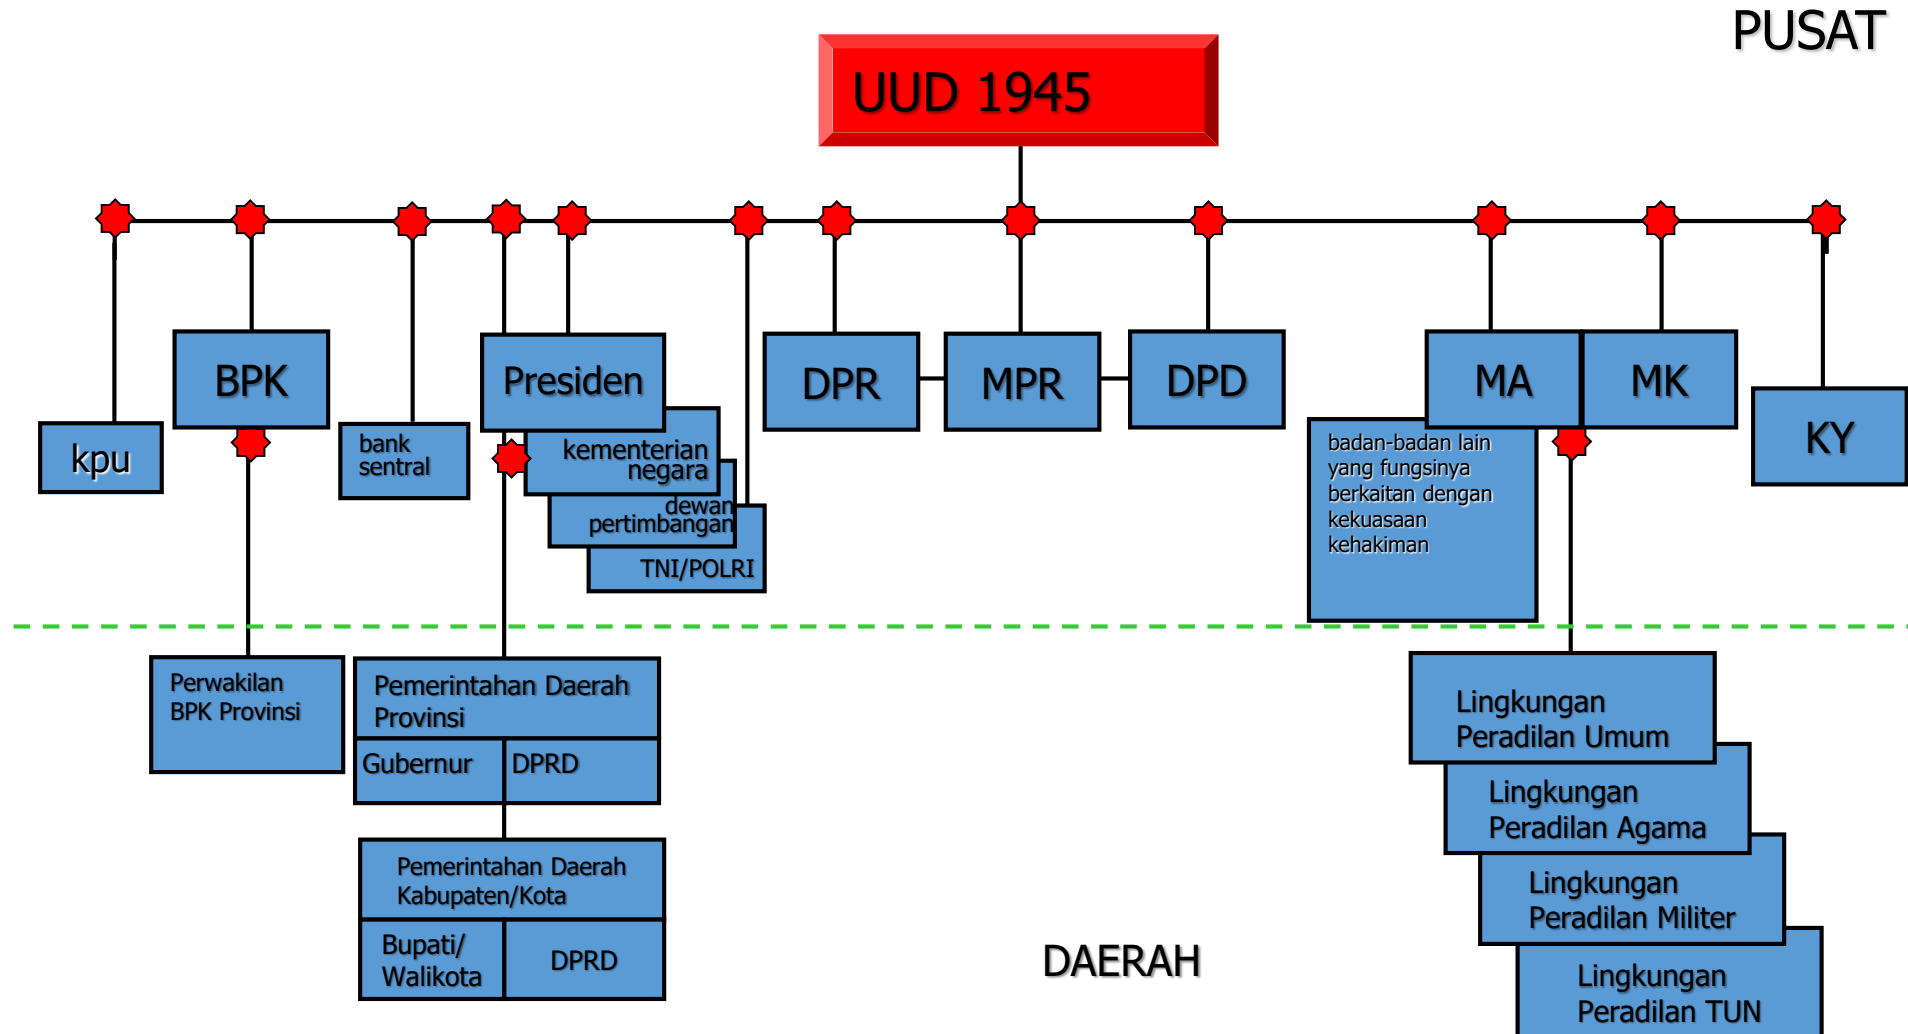 PUSAT
UUD 1945
BPK
Presiden
DPR
MPR
DPD
MA
MK
KY
kpu
bank
sentral
kementerian
negara
dewan
pertimbangan
TNI/POLRI
badan-badan lain
yang fungsinya
berkaitan dengan
kekuasaan
kehakiman
Perwakilan
BPK Provinsi
Pemerintahan Daerah
Provinsi
Gubernur
DPRD
Pemerintahan Daerah
Kabupaten/Kota
Bupati/
Walikota
DPRD
DAERAH
Lingkungan
Peradilan Umum
Lingkungan
Peradilan Agama
Lingkungan
Peradilan Militer
Lingkungan
Peradilan TUN